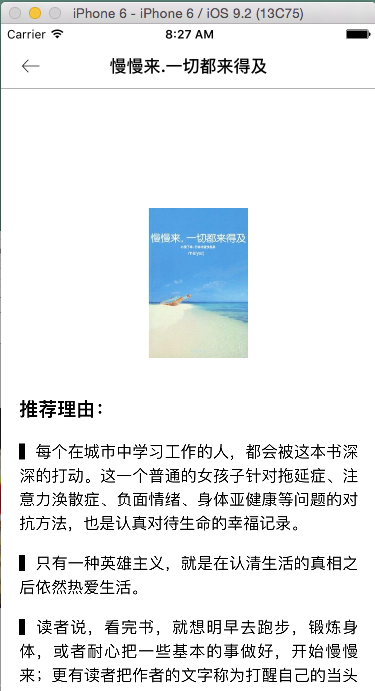 iPhone 6 - iPhone 6 / iOS 9.2 (13C75)
Carrier 8:27 AM
慢慢来.一切都来得及
慢慢来、一切都来得及
推荐理由：
▌每个在城市中学习工作的人，都会被这本书深
深的打动。这一个普通的女孩子针对拖延症、注
意力涣散症、负面情绪、身体亚健康等问题的对
抗方法，也是认真对待生命的幸福记录。
▌只有一种英雄主义，就是在认清生活的真相之
后依然热爱生活。
▌读者说，看完书，就想明早去跑步，锻炼身
体，或者耐心把一些基本的事做好，开始慢慢
来；更有读者把作者的文字称为打醒自己的当头